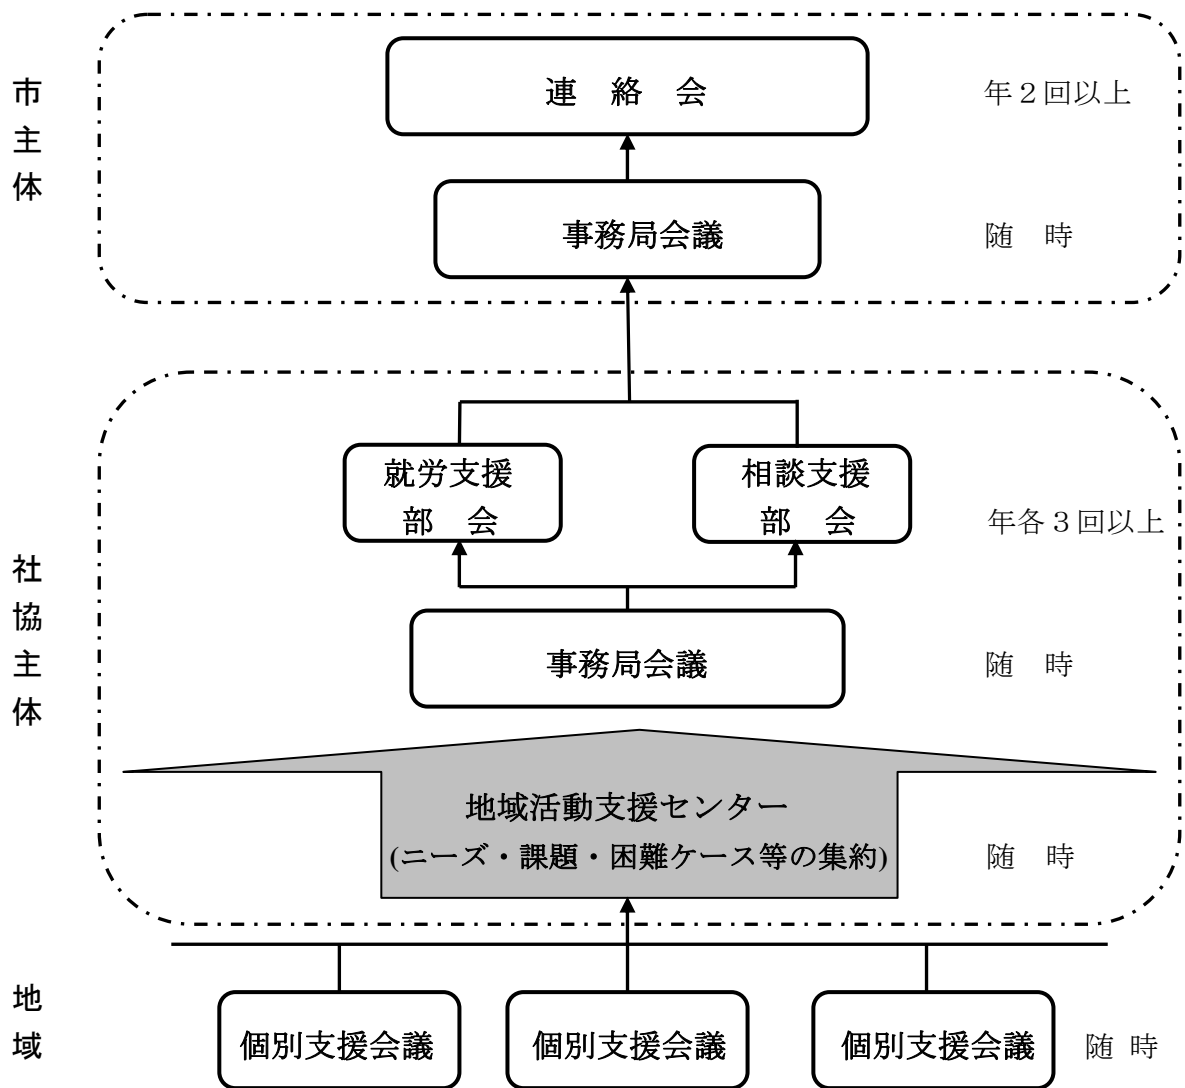 市主体
連　絡　会
年２回以上
事務局会議
随　時
社協主体
就労支援
部　会
相談支援
部　会
年各３回以上
事務局会議
随　時
地域活動支援センター
(ニーズ・課題・困難ケース等の集約)
随　時
地域
個別支援会議
個別支援会議
個別支援会議
随 時